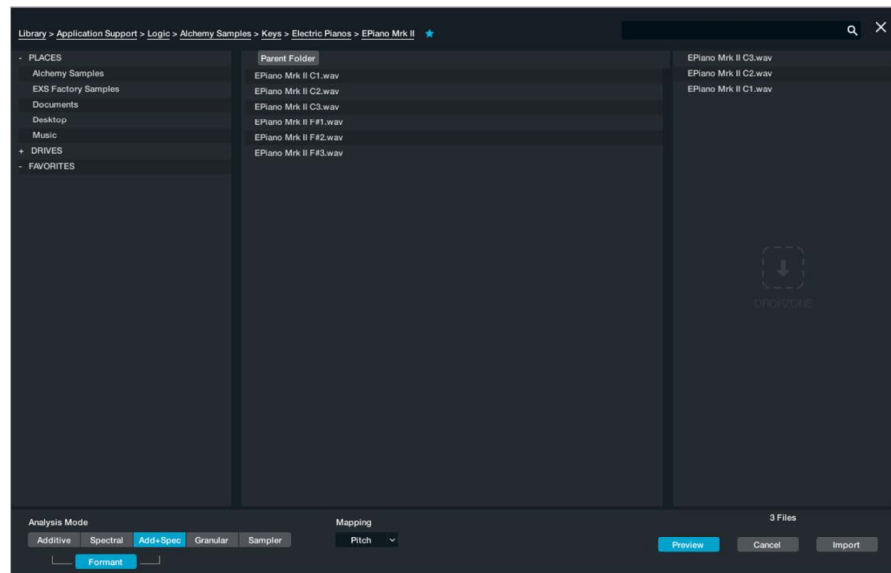 Library > Application Support > Logic > Alchemy Samples > Keys > Electric Pianos > EPiano Mrk II
- PLACES
Alchemy Samples
EXS Factory Samples
Documents
Desktop
Music
+ DRIVES
- FAVORITES
Parent Folder
EPiano Mrk II C1.wav
EPiano Mrk II C2.wav
EPiano Mrk II C3.wav
EPiano Mrk II F#1.wav
EPiano Mrk II F#2.wav
EPiano Mrk II F#3.wav
EPiano Mrk II C3.wav
EPiano Mrk II C2.wav
EPiano Mrk II C1.wav
DROPZONE
Analysis Mode
Additive Spectral Add+Spec Granular Sampler
Formant
Mapping
Pitch
3 Files
Preview Cancel Import